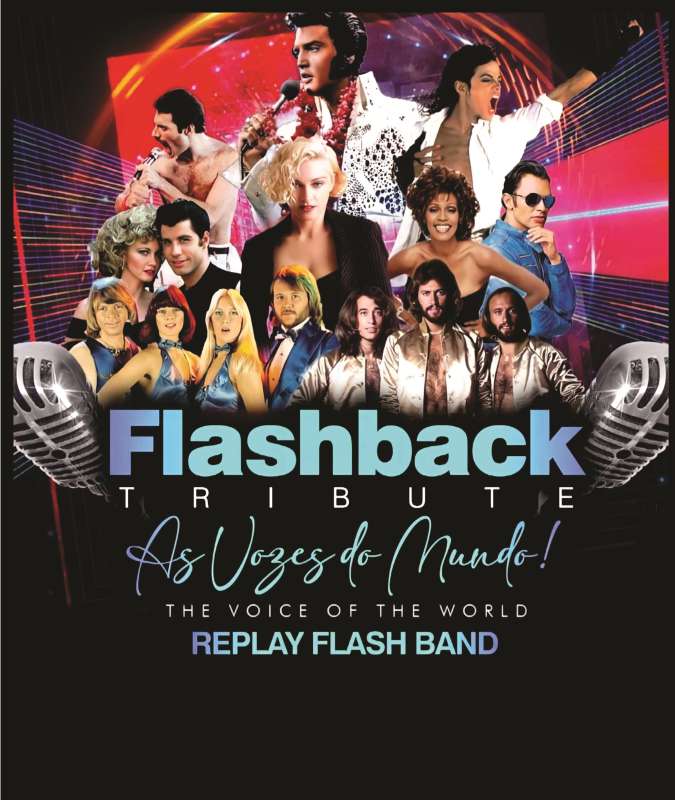 Flashback
TRIBUTE
As Vozes do Mundo!
THE VOICE OF THE WORLD
REPLAY FLASH BAND